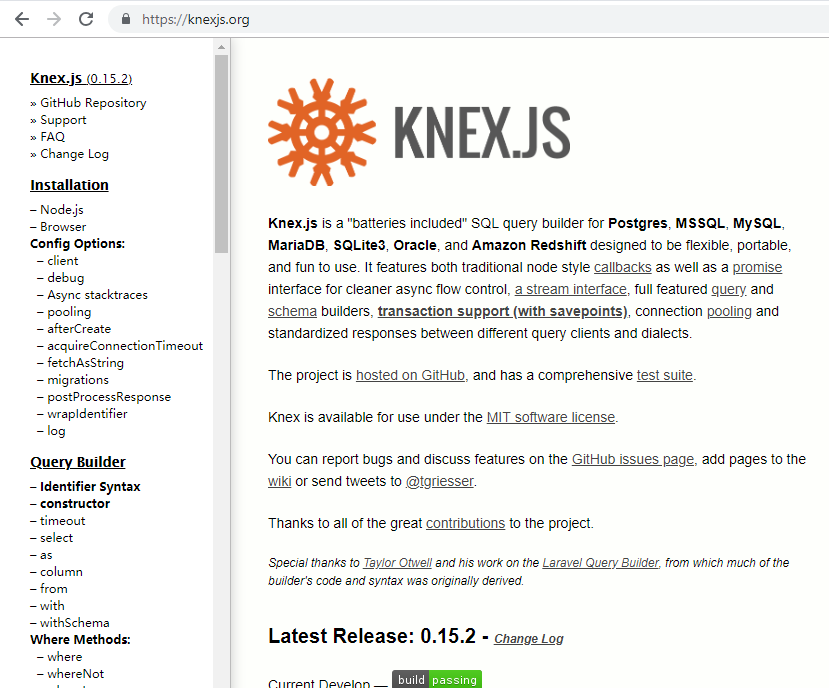 https://knexjs.org
Knex.js (0.15.2)
» GitHub Repository
» Support
» FAQ
» Change Log
Installation
– Node.js
– Browser
Config Options:
– client
– debug
– Async stacktraces
– pooling
– afterCreate
– acquireConnectionTimeout
– fetchAsString
– migrations
– postProcessResponse
– wrapIdentifier
– log
Query Builder
– Identifier Syntax
– constructor
– timeout
– select
– as
– column
– from
– with
– withSchema
Where Methods:
– where
– whereNot
KNEX.JS
Knex.js is a "batteries included" SQL query builder for Postgres, MSSQL, MySQL,
MariaDB, SQLite3, Oracle, and Amazon Redshift designed to be flexible, portable,
and fun to use. It features both traditional node style callbacks as well as a promise
interface for cleaner async flow control, a stream interface, full featured query and
schema builders, transaction support (with savepoints), connection pooling and
standardized responses between different query clients and dialects.
The project is hosted on GitHub, and has a comprehensive test suite.
Knex is available for use under the MIT software license.
You can report bugs and discuss features on the GitHub issues page, add pages to the
wiki or send tweets to @tgriesser.
Thanks to all of the great contributions to the project.
Special thanks to Taylor Otwell and his work on the Laravel Query Builder, from which much of the
builder's code and syntax was originally derived.
Latest Release: 0.15.2 - Change Log
Current Develop — build passing